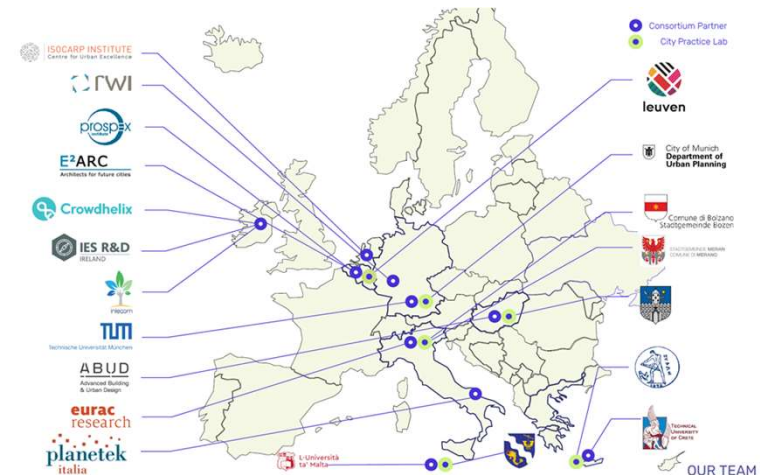 ISOCARP INSTITUTE
Centre for Urban Excellence
rwi
prospex
institute
E²ARC
Architects for future cities
Crowdhelix
IES R&D
IRELAND
intecom
TUM
Technische Universität München
ABUD
Advanced Building
& Urban Design
eurac
research
planetek
italia
L-Università
ta' Malta
Consortium Partner
City Practice Lab
leuven
City of Munich
Department of
Urban Planning
Comune di Bolzano
Stadtgemeinde Bozen
STADTGEMEINDE MERAN
COMUNE DI MERANO
TECHNICAL
UNIVERSITY
OF CRETE
OUR TEAM